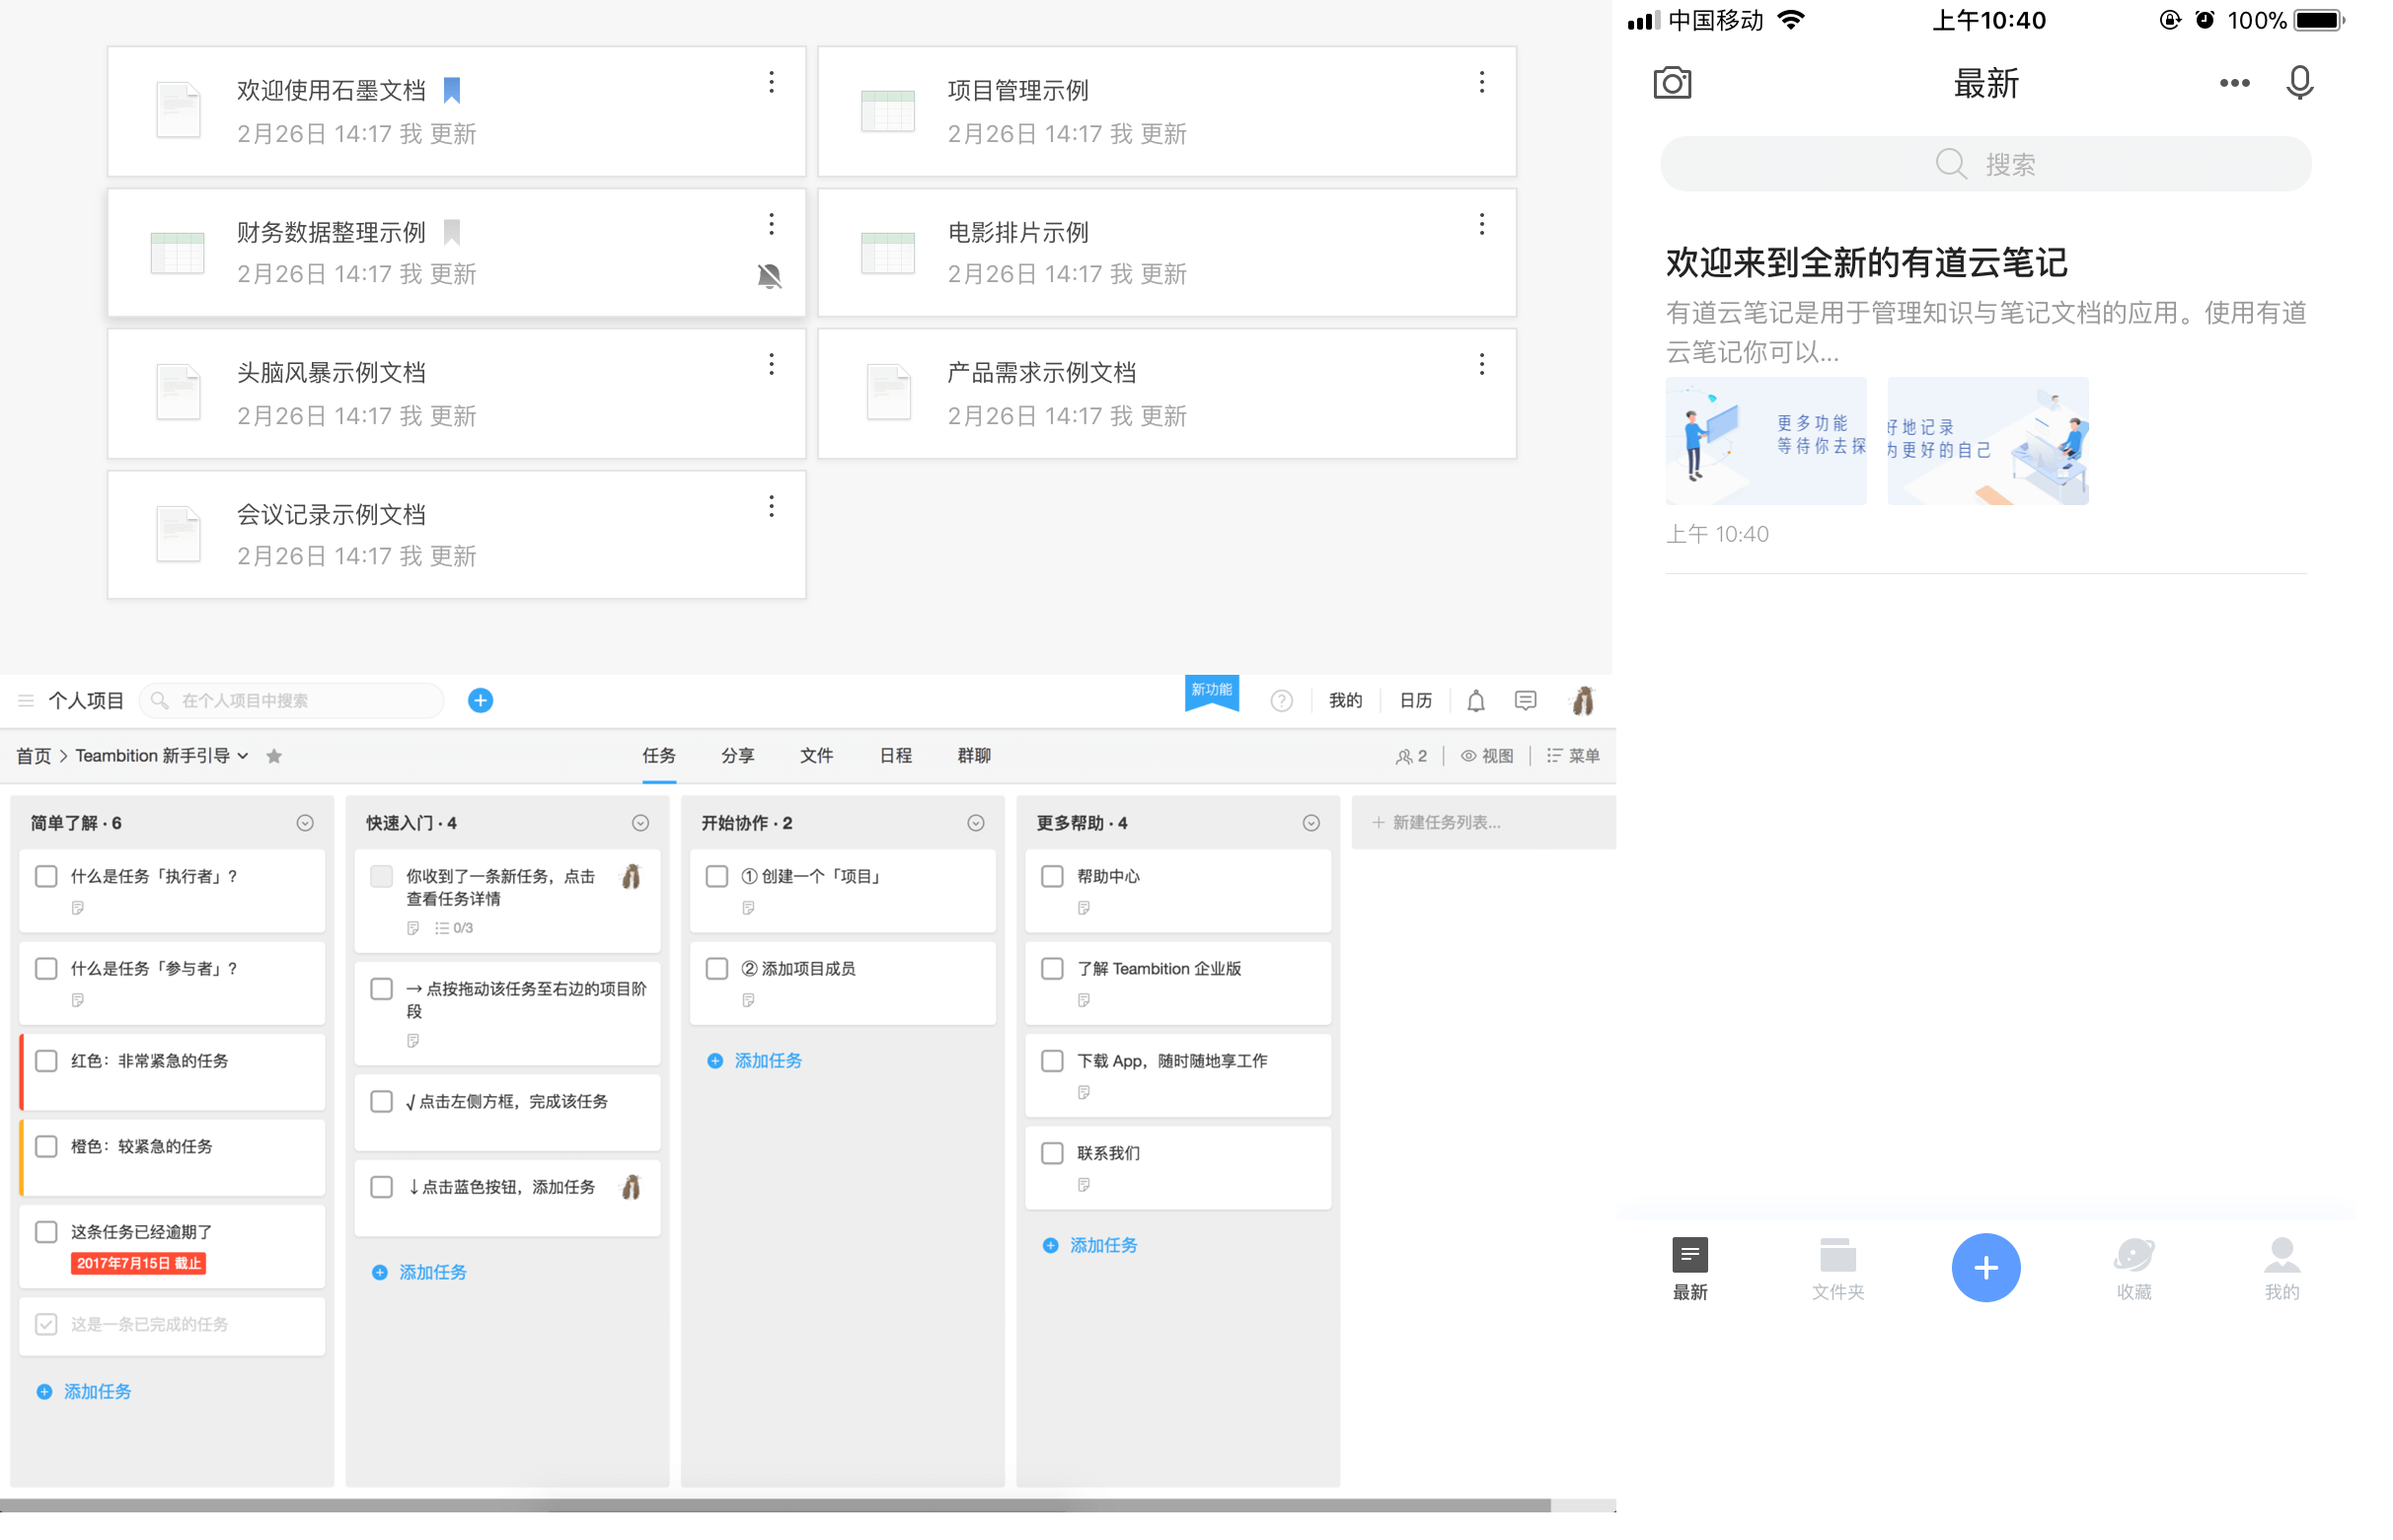 欢迎使用石墨文档
2月26日 14:17 我 更新
项目管理示例
2月26日 14:17 我 更新
财务数据整理示例
2月26日 14:17 我 更新
电影排片示例
2月26日 14:17 我 更新
头脑风暴示例文档
2月26日 14:17 我 更新
产品需求示例文档
2月26日 14:17 我 更新
会议记录示例文档
2月26日 14:17 我 更新
个人项目
在个人项目中搜索
新功能
?
我的
日历
首页 > Teambition 新手引导
任务
分享
文件
日程
群聊
2
视图
菜单
简单了解 · 6
什么是任务「执行者」?
什么是任务「参与者」?
红色：非常紧急的任务
橙色：较紧急的任务
这条任务已经逾期了
2017年7月15日 截止
这是一条已完成的任务
添加任务
快速入门 · 4
你收到了一条新任务，点击
查看任务详情
0/3
→ 点按拖动该任务至右边的项目阶
段
√ 点击左侧方框，完成该任务
↓点击蓝色按钮，添加任务
添加任务
开始协作 · 2
① 创建一个「项目」
② 添加项目成员
添加任务
更多帮助 · 4
帮助中心
了解 Teambition 企业版
下载 App，随时随地享工作
联系我们
添加任务
+ 新建任务列表...
中国移动
上午10:40
100%
最新
搜索
欢迎来到全新的有道云笔记
有道云笔记是用于管理知识与笔记文档的应用。使用有道
云笔记你可以...
更多功能
等待你去探
好地记录
为更好的自己
上午 10:40
最新
文件夹
收藏
我的